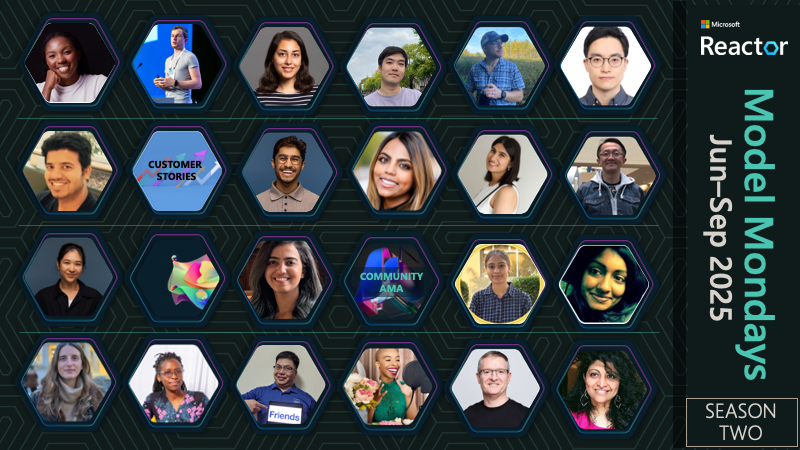 Microsoft
Reactor
CUSTOMER
STORIES
COMMUNITY
AMA
Friends
Model Mondays
Jun–Sep 2025
SEASON
TWO